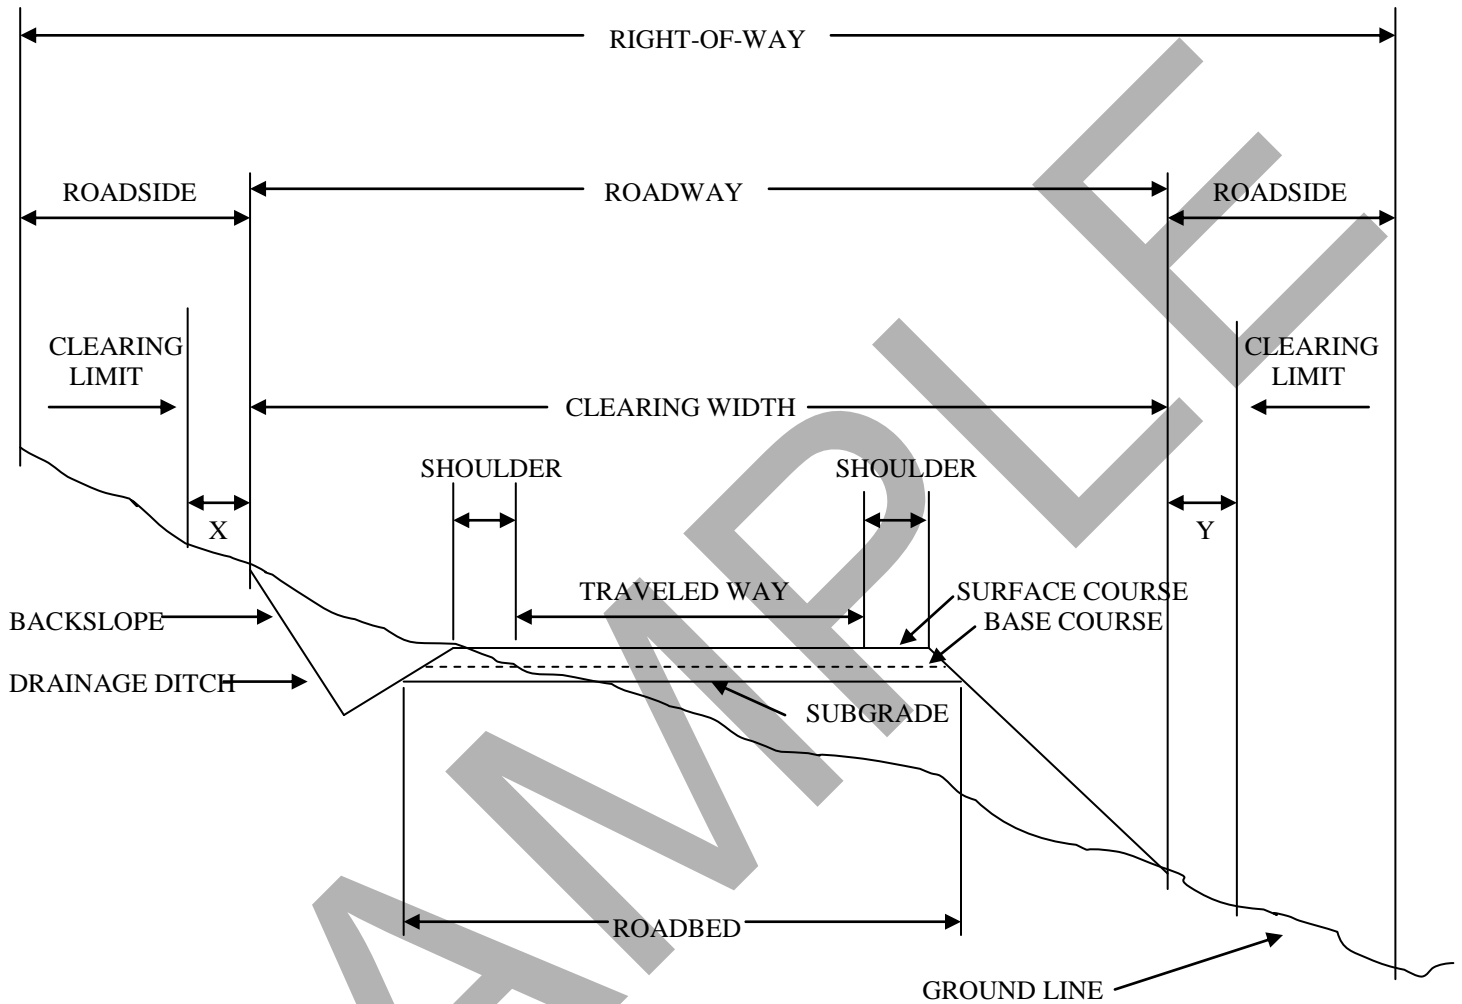 RIGHT-OF-WAY
ROADSIDE
ROADWAY
ROADSIDE
CLEARING
LIMIT
CLEARING
LIMIT
CLEARING WIDTH
SHOULDER
SHOULDER
X
Y
TRAVELED WAY
SURFACE COURSE
BASE COURSE
BACKSLOPE
DRAINAGE DITCH
SUBGRADE
ROADBED
GROUND LINE
AMPLE